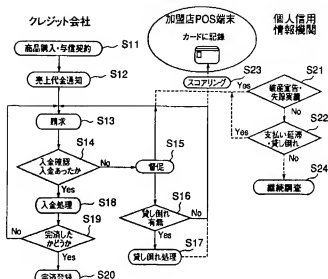 クレジット会社
加盟店POS端末
カードに記録
個人信用
情報機関
商品購入・与信契約
S11
売上代金通知
S12
請求
S13
S14
入金確認
入金あったか
No
Yes
S15
督促
入金処理
S18
S19
完済した
かどうか
No
Yes
完済登録
S20
S16
貸し倒れ
有無
No
Yes
S17
貸し倒れ処理
スコアリング
S23
S21
破産宣告・
失踪実績
Yes
No
S22
支払い延滞
・貸し倒れ
Yes
No
S24
継続調査